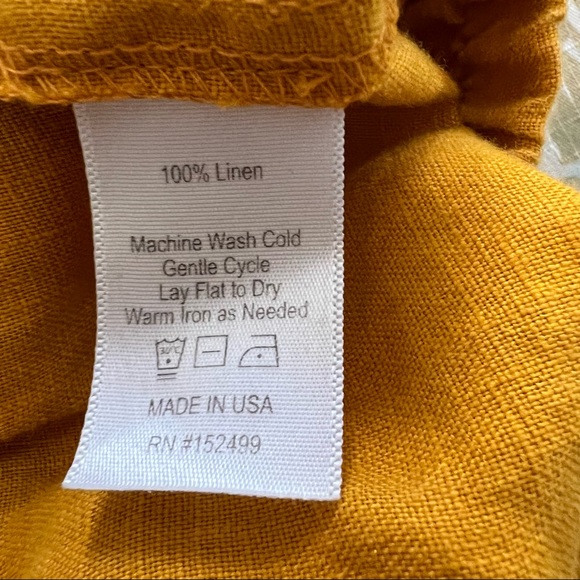 100% Linen
Machine Wash Cold
Gentle Cycle
Lay Flat to Dry
Warm Iron as Needed
30°C
MADE IN USA
RN #152499